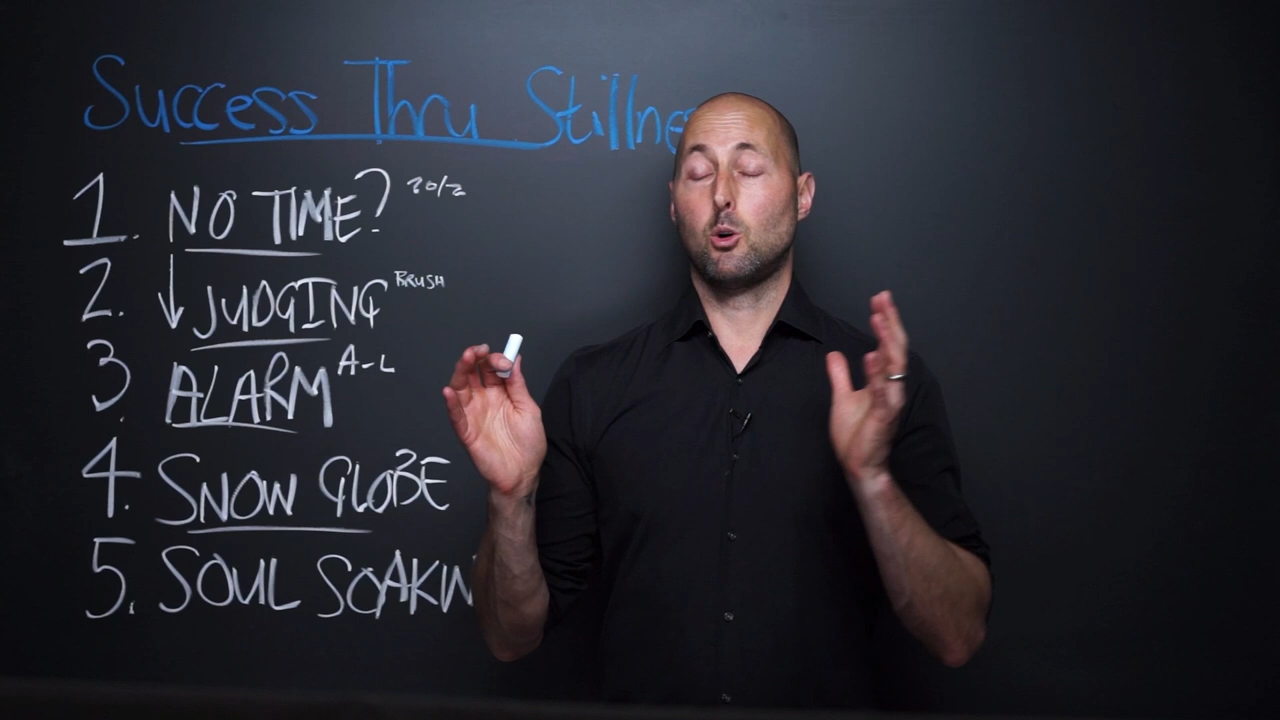 Success Thru Stillne
1. NO TIME? 20/2
2. ↓ JUDGING BRUSH
3. ALARM A-L
4. SNOW GLOBE
5. SOUL SOAKIN